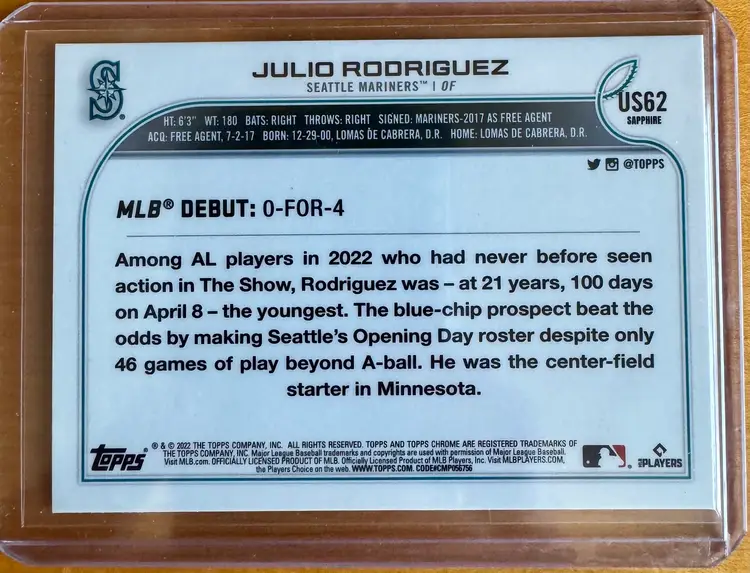 JULIO RODRIGUEZ
SEATTLE MARINERS™ | OF
US62
SAPPHIRE
HT: 6'3" WT: 180 BATS: RIGHT THROWS: RIGHT SIGNED: MARINERS-2017 AS FREE AGENT
ACQ: FREE AGENT, 7-2-17 BORN: 12-29-00, LOMAS DE CABRERA, D.R. HOME: LOMAS DE CABRERA, D.R.
@TOPPS
MLB® DEBUT: 0-FOR-4
Among AL players in 2022 who had never before seen
action in The Show, Rodriguez was – at 21 years, 100 days
on April 8 – the youngest. The blue-chip prospect beat the
odds by making Seattle's Opening Day roster despite only
46 games of play beyond A-ball. He was the center-field
starter in Minnesota.
Topps
® & © 2022 THE TOPPS COMPANY, INC. ALL RIGHTS RESERVED. TOPPS AND TOPPS CHROME ARE REGISTERED TRADEMARKS OF
THE TOPPS COMPANY, INC. Major League Baseball trademarks and copyrights are used with permission of Major League Baseball.
Visit MLB.com. OFFICIALLY LICENSED PRODUCT OF MLB. Officially Licensed Product of MLB Players, Inc. Visit MLBPLAYERS.COM,
the Players Choice on the web. WWW.TOPPS.COM. CODE#CMP056756
MLB PLAYERS